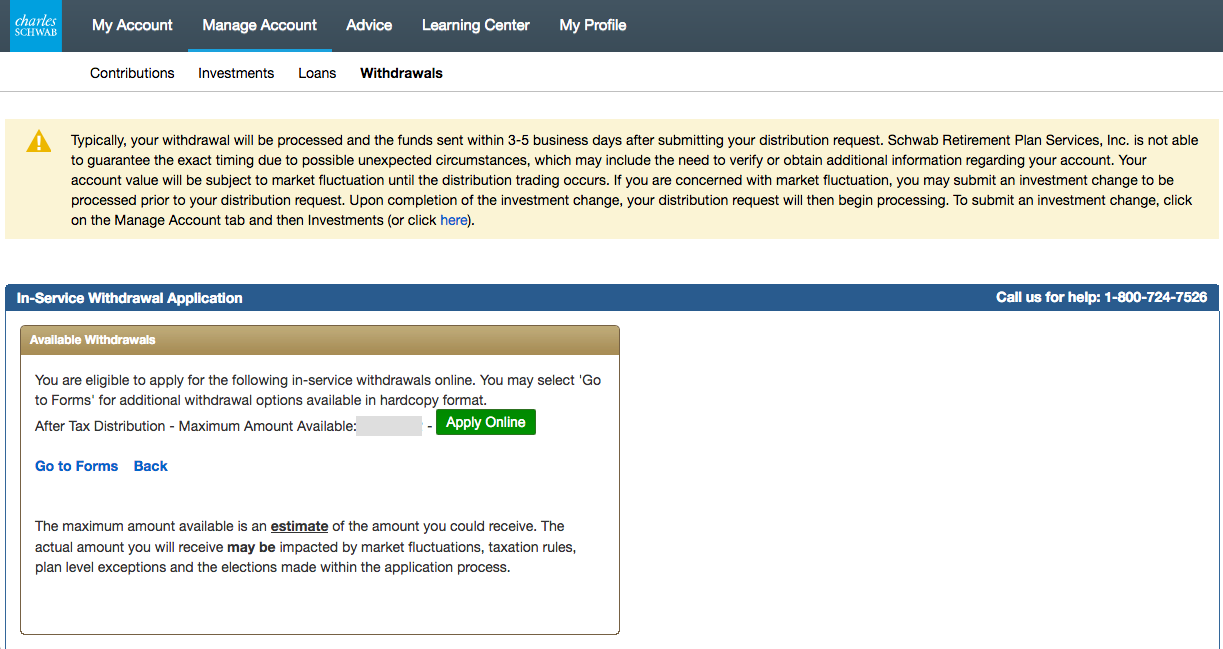 charles
SCHWAB
My Account
Manage Account
Advice
Learning Center
My Profile
Contributions
Investments
Loans
Withdrawals
Typically, your withdrawal will be processed and the funds sent within 3-5 business days after submitting your distribution request. Schwab Retirement Plan Services, Inc. is not able
to guarantee the exact timing due to possible unexpected circumstances, which may include the need to verify or obtain additional information regarding your account. Your
account value will be subject to market fluctuation until the distribution trading occurs. If you are concerned with market fluctuation, you may submit an investment change to be
processed prior to your distribution request. Upon completion of the investment change, your distribution request will then begin processing. To submit an investment change, click
on the Manage Account tab and then Investments (or click here).
In-Service Withdrawal Application
Call us for help: 1-800-724-7526
Available Withdrawals
You are eligible to apply for the following in-service withdrawals online. You may select 'Go
to Forms' for additional withdrawal options available in hardcopy format.
After Tax Distribution - Maximum Amount Available: - Apply Online
Go to Forms
Back
The maximum amount available is an estimate of the amount you could receive. The
actual amount you will receive may be impacted by market fluctuations, taxation rules,
plan level exceptions and the elections made within the application process.